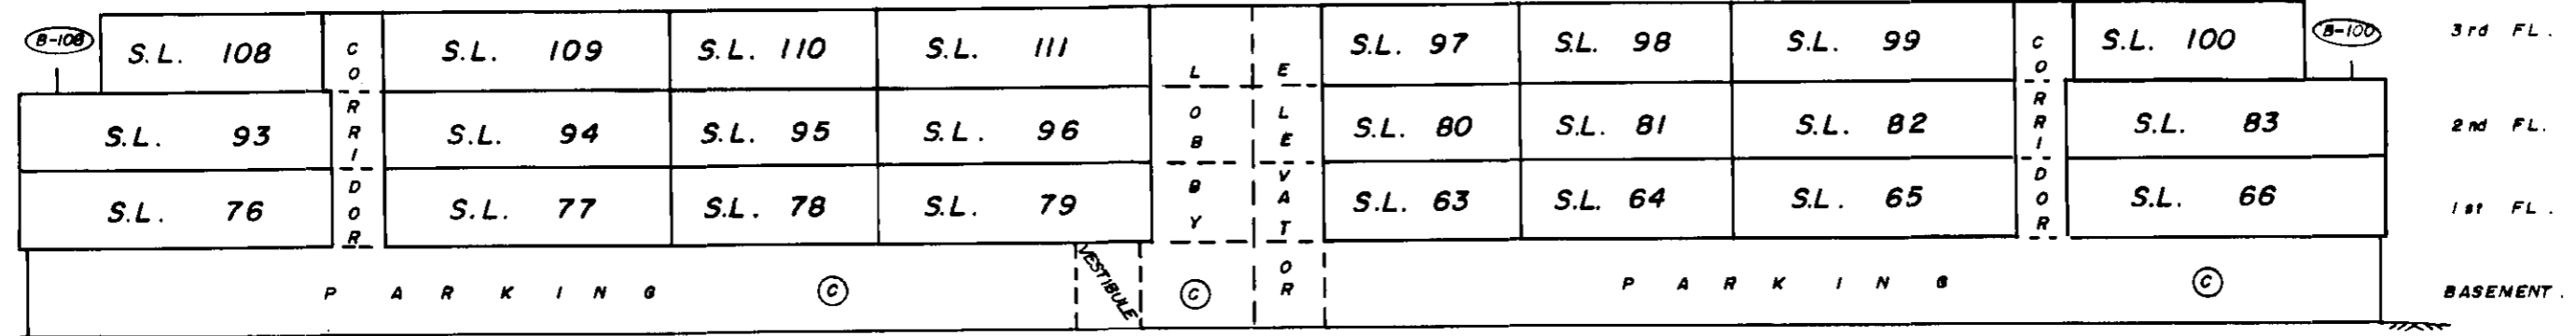 B-108 S.L. 108 S.L. 109 S.L. 110 S.L. 111 S.L. 97 S.L. 98 S.L. 99 S.L. 100 B-100 3rd FL.
S.L. 93 S.L. 94 S.L. 95 S.L. 96 S.L. 80 S.L. 81 S.L. 82 S.L. 83 2nd FL.
S.L. 76 S.L. 77 S.L. 78 S.L. 79 S.L. 63 S.L. 64 S.L. 65 S.L. 66 1st FL.
CORRIDOR
LOBBY
ELEVATOR
CORRIDOR
PARKING C VESTIBULE C PARKING C BASEMENT.